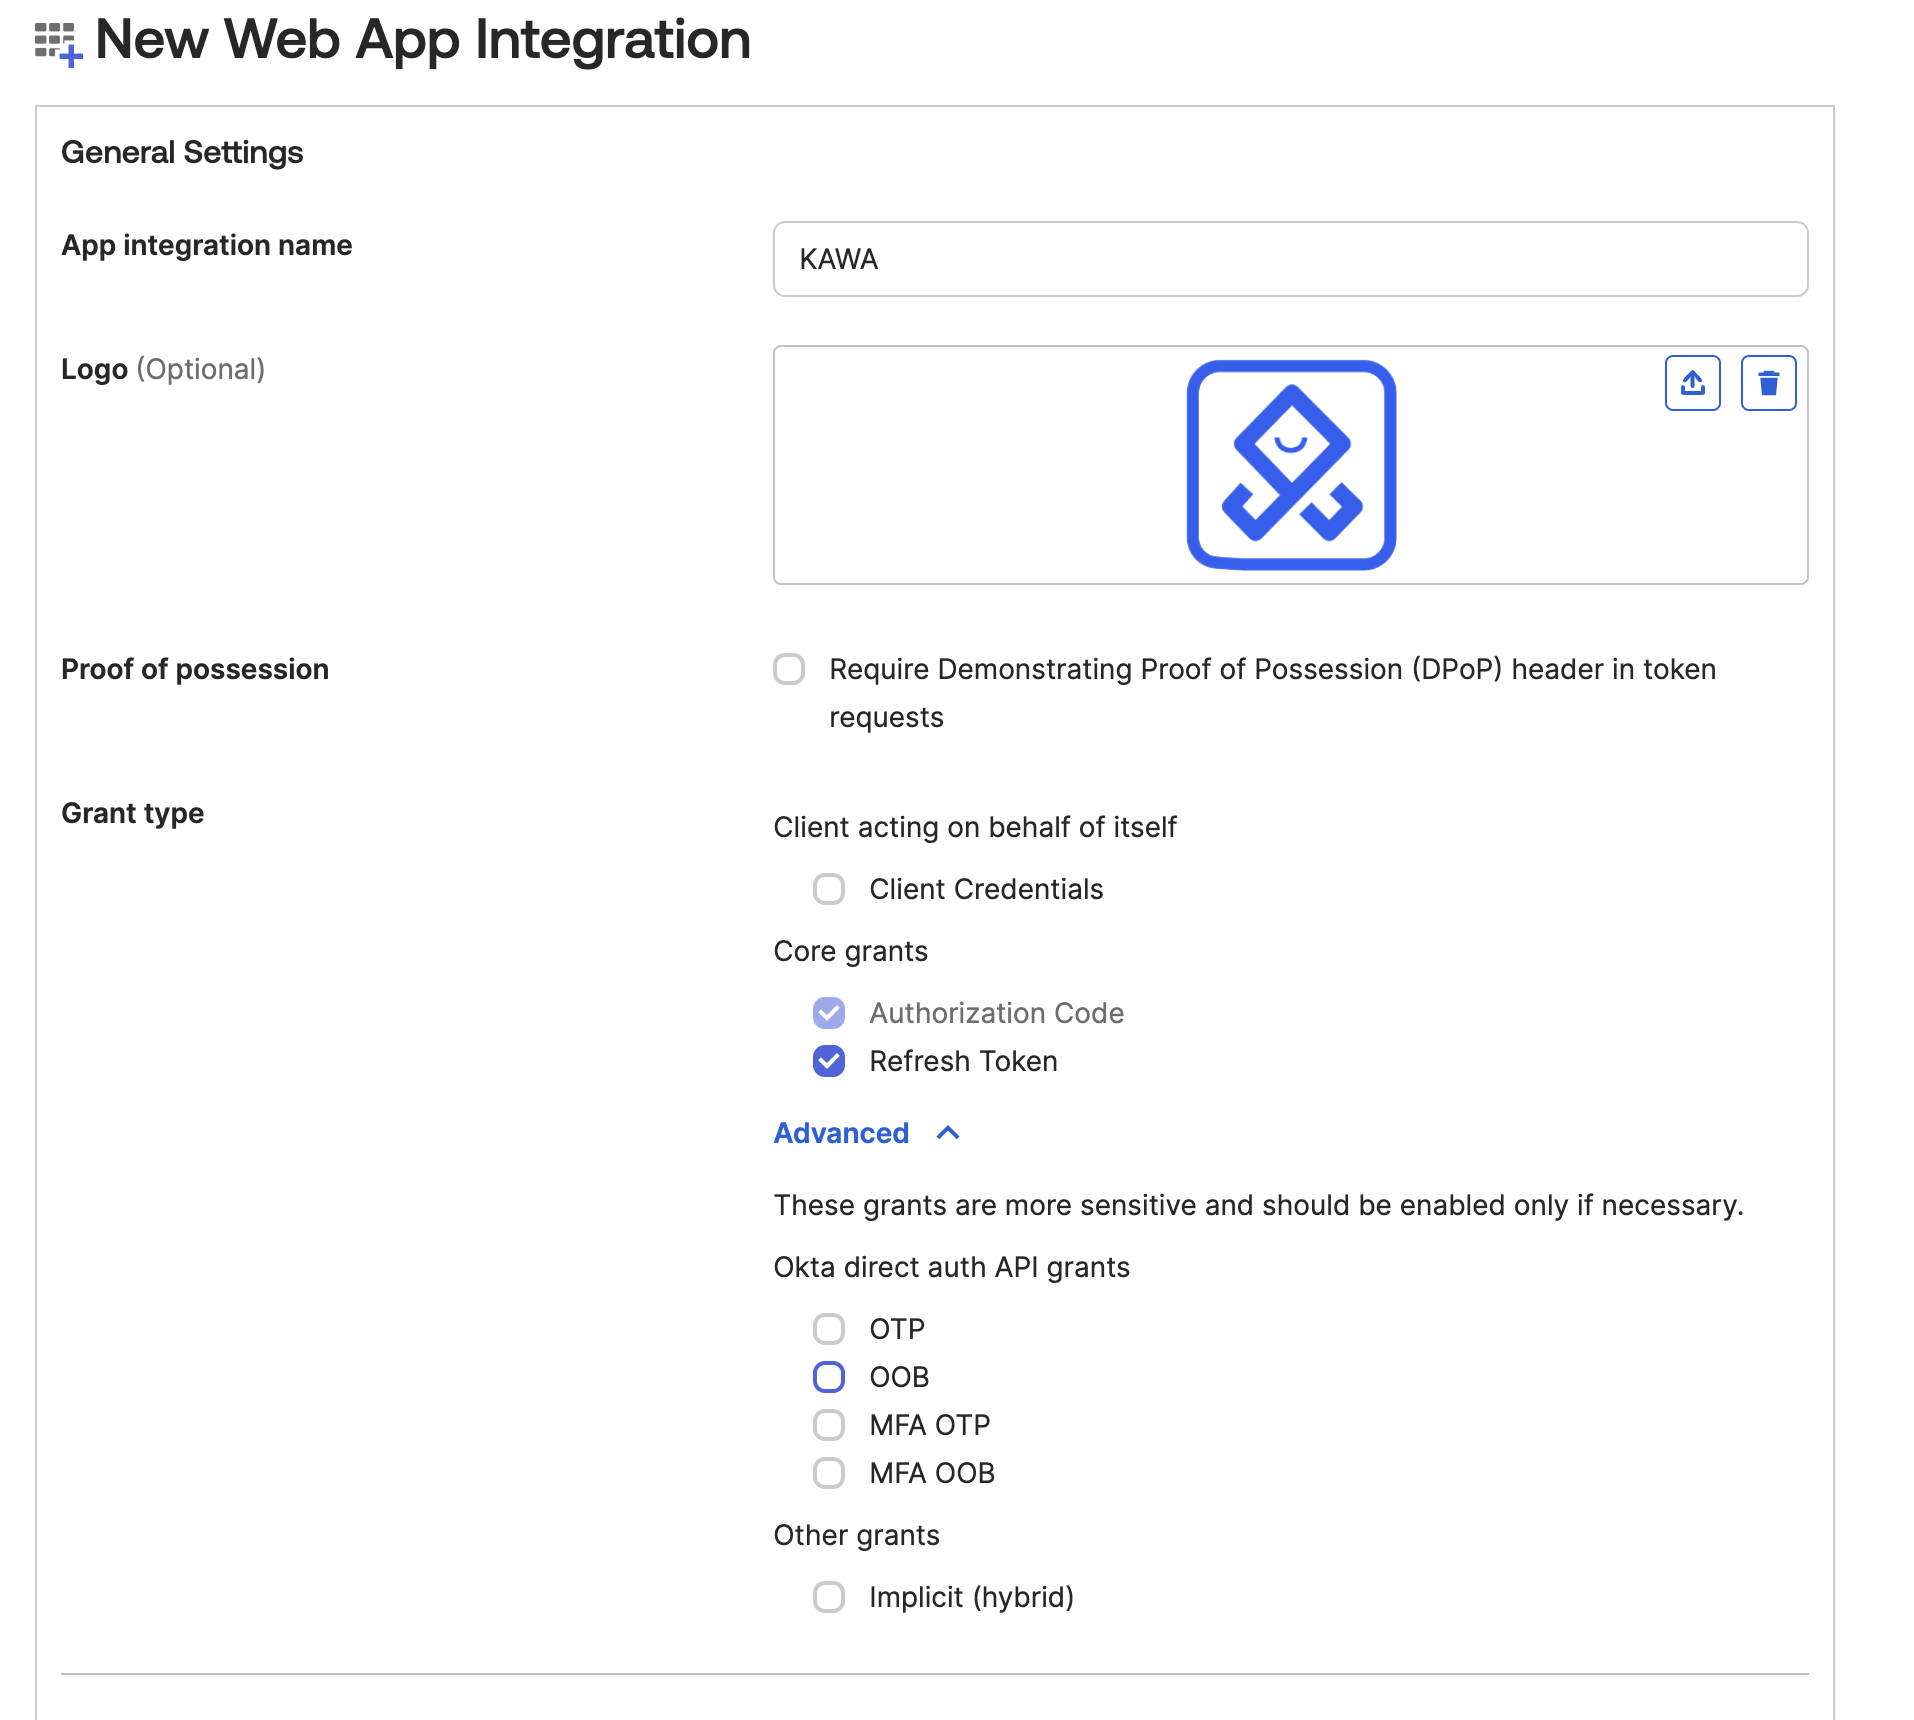 New Web App Integration
General Settings
App integration name
KAWA
Logo (Optional)
Proof of possession
Require Demonstrating Proof of Possession (DPoP) header in token
requests
Grant type
Client acting on behalf of itself
Client Credentials
Core grants
Authorization Code
Refresh Token
Advanced
These grants are more sensitive and should be enabled only if necessary.
Okta direct auth API grants
OTP
OOB
MFA OTP
MFA OOB
Other grants
Implicit (hybrid)